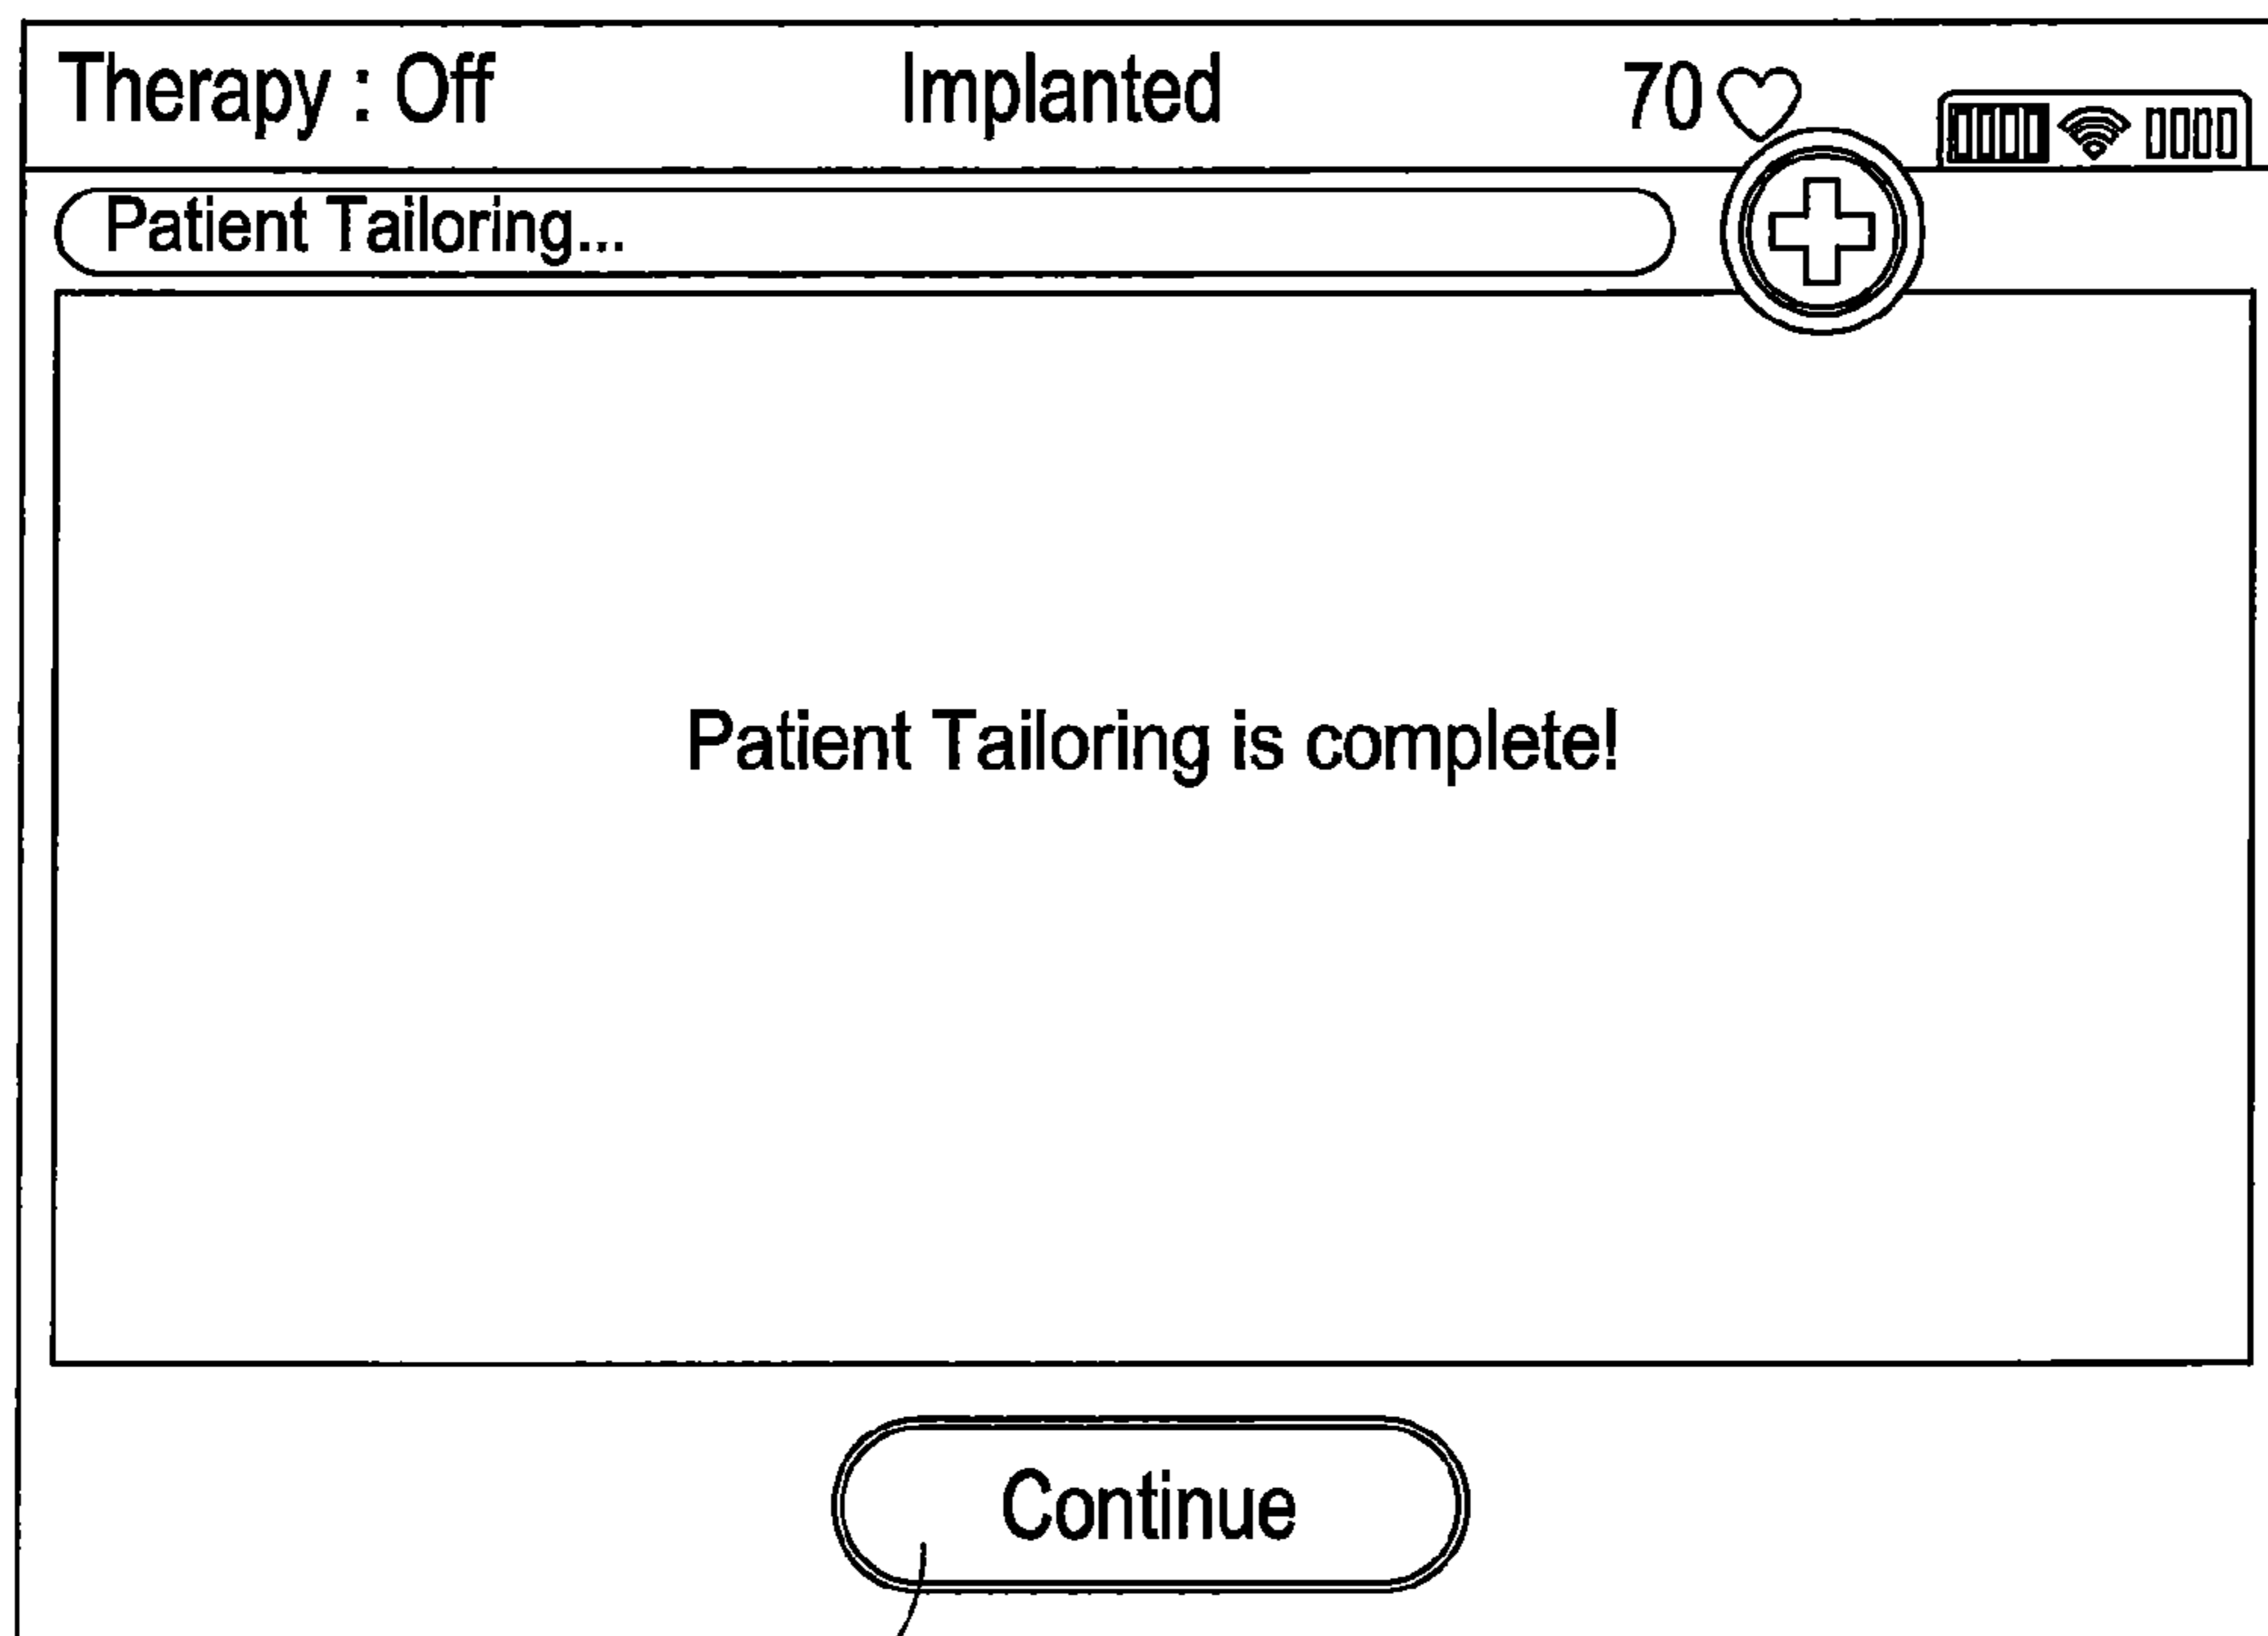 Therapy : Off Implanted 70
Patient Tailoring...
Patient Tailoring is complete!
Continue